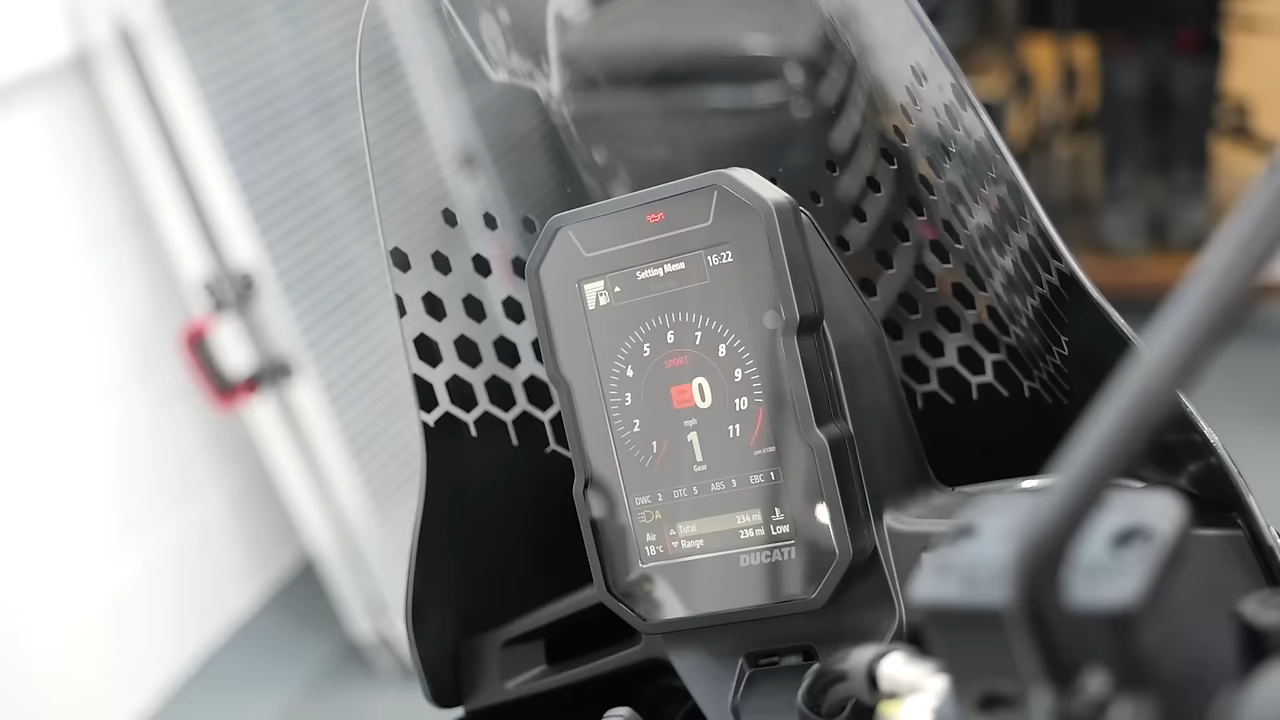 Setting Menu
16:22
6 7
5 8
4 9
SPORT
3 10
0
2 11
mph
1
1
Gear
DWC 2 DTC 5 ABS 3 EBC 1
A
Total 234 mi
Air Low
18°C Range 236 mi
DUCATI